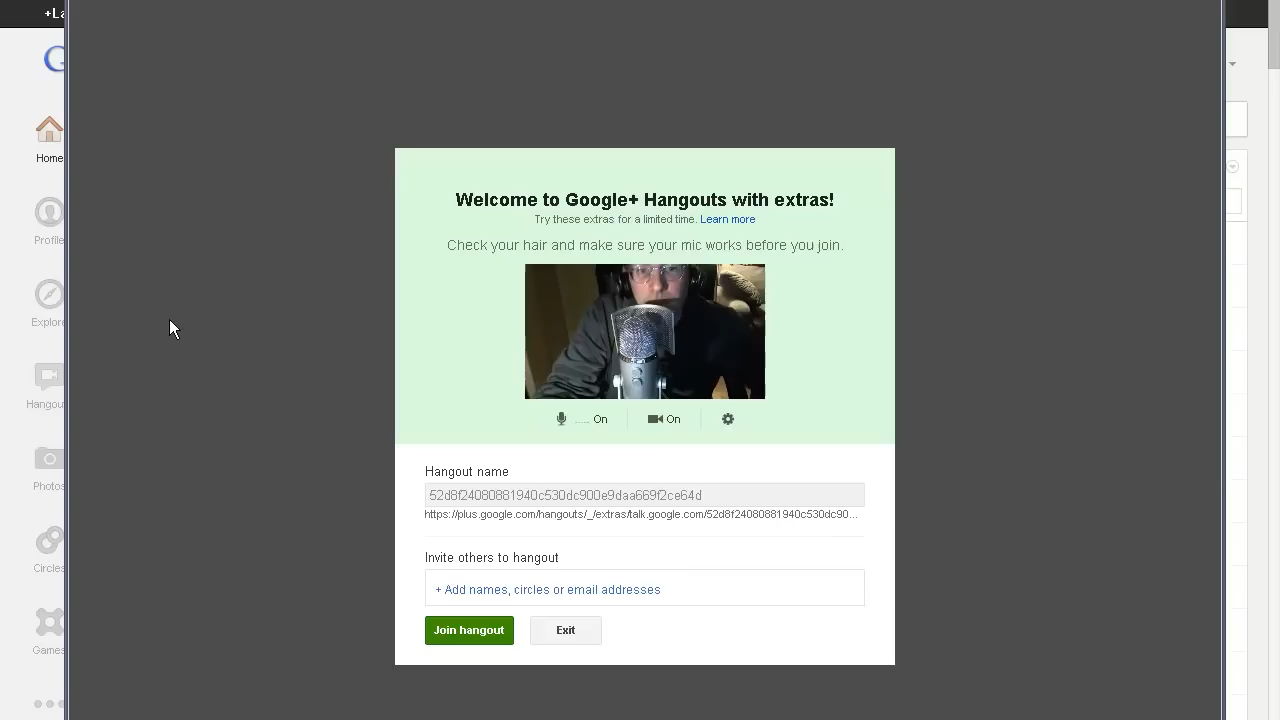 +La
G
Home
Profile
Explore
Hangou
Photos
Circles
Games
Welcome to Google+ Hangouts with extras!
Try these extras for a limited time. Learn more
Check your hair and make sure your mic works before you join.
..... On
On
Hangout name
52d8f24080881940c530dc900e9daa669f2ce64d
https://plus.google.com/hangouts/_/extras/talk.google.com/52d8f24080881940c530dc90...
Invite others to hangout
+ Add names, circles or email addresses
Join hangout
Exit